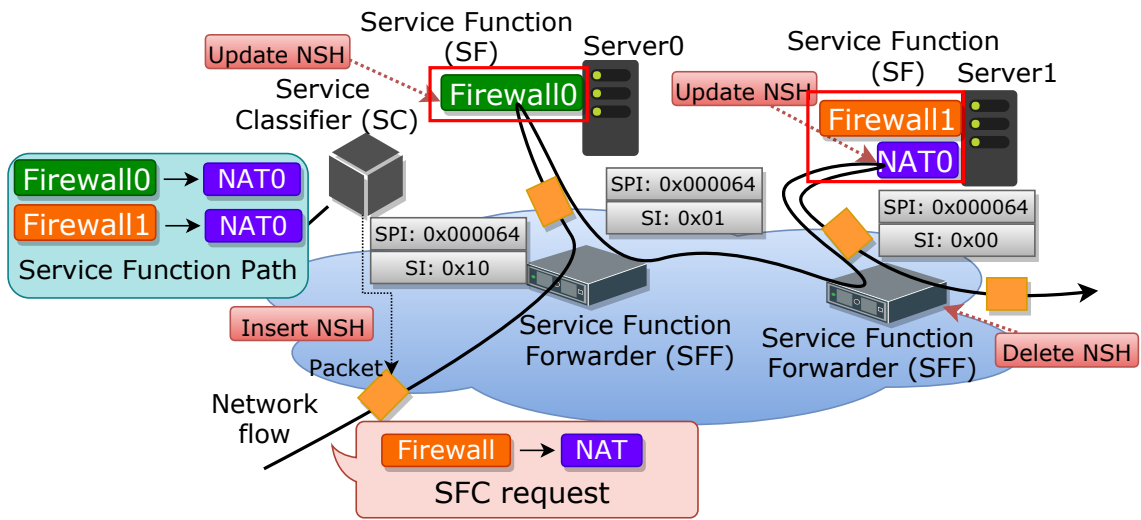 Service Function
(SF)
Update NSH
Server0
Firewall0
Service
Classifier (SC)
Service Function
(SF)
Server1
Update NSH
Firewall1
NAT0
Firewall0 → NAT0
Firewall1 → NAT0
Service Function Path
SPI: 0x000064
SI: 0x10
SPI: 0x000064
SI: 0x01
SPI: 0x000064
SI: 0x00
Insert NSH
Service Function
Forwarder (SFF)
Service Function
Forwarder (SFF)
Delete NSH
Packet
Network
flow
Firewall → NAT
SFC request